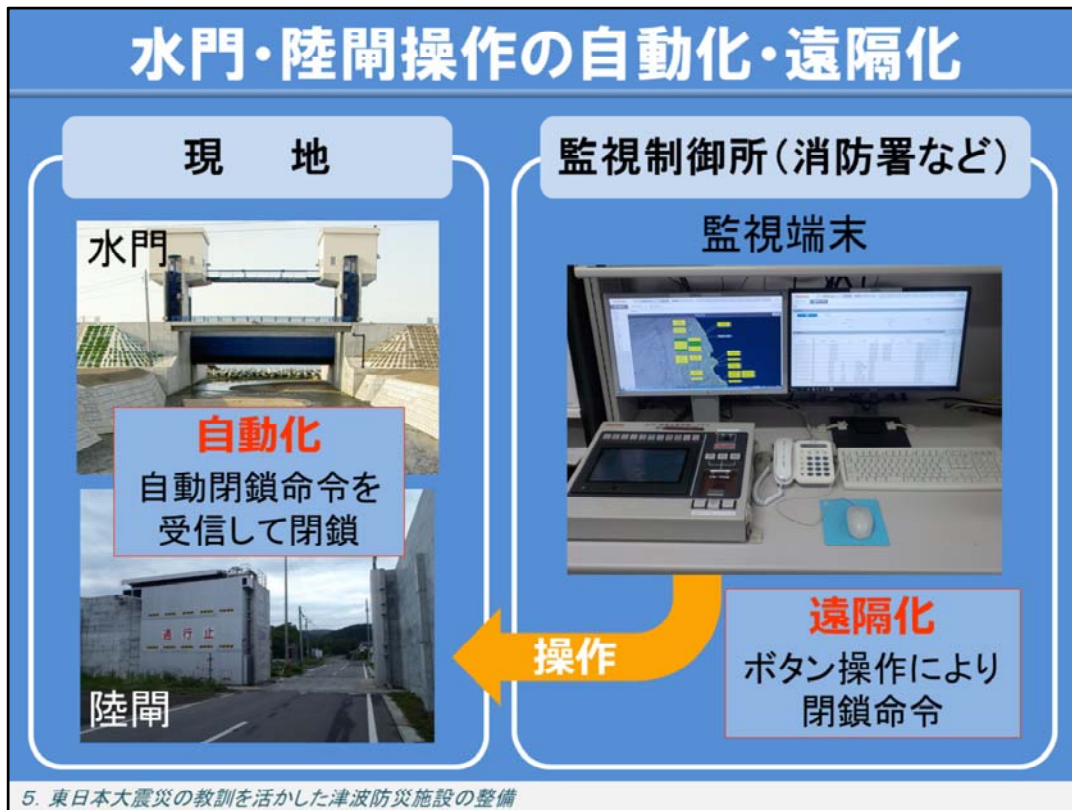 水門・陸閘操作の自動化・遠隔化
現　地
水門
自動化
自動閉鎖命令を
受信して閉鎖
通行止
陸閘
監視制御所（消防署など）
監視端末
操作
遠隔化
ボタン操作により
閉鎖命令
5. 東日本大震災の教訓を活かした津波防災施設の整備